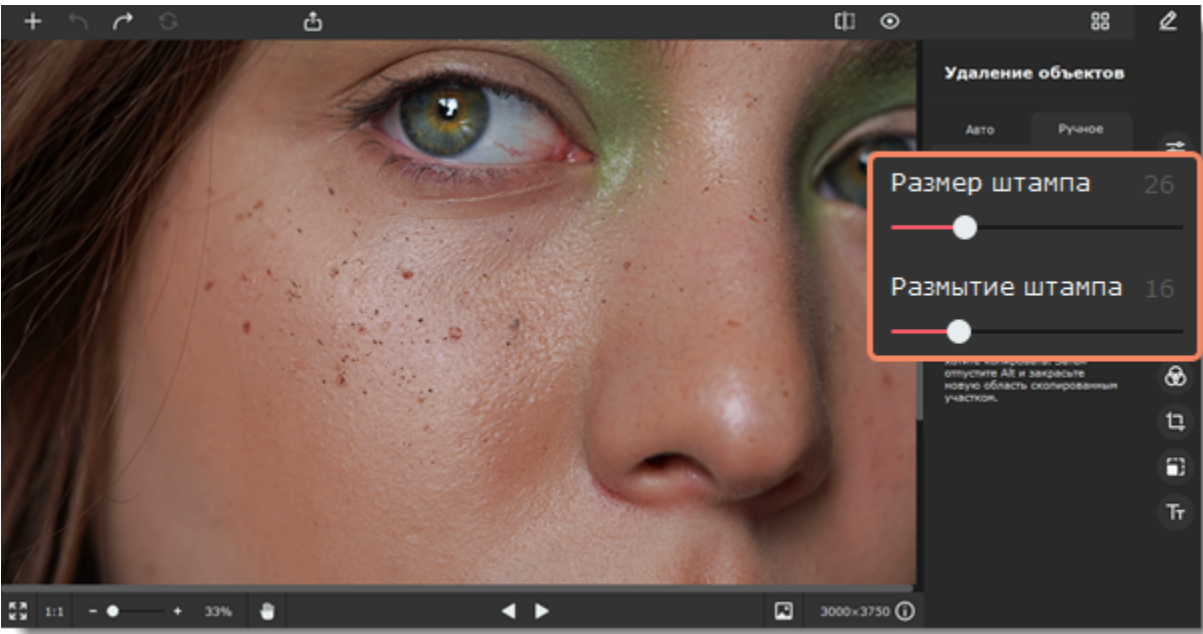 Удаление объектов
Авто
Ручное
Размер штампа 26
Размытие штампа 16
отпустите Alt и закрасьте
новую область скопированным
участком.
1:1
33%
3000×3750
Тт